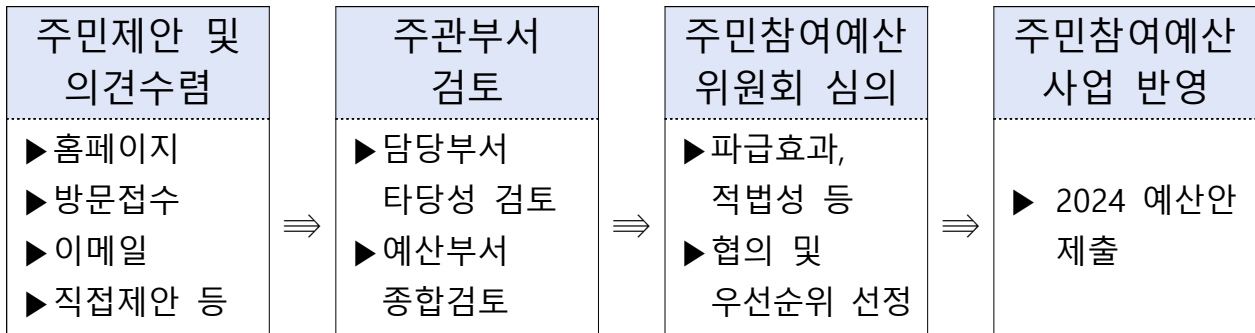 주민제안 및
의견수렴
▶홈페이지
▶방문접수
▶이메일
▶직접제안 등
⇛
주관부서
검토
▶담당부서
타당성 검토
▶예산부서
종합검토
⇛
주민참여예산
위원회 심의
▶파급효과,
적법성 등
▶협의 및
우선순위 선정
⇛
주민참여예산
사업 반영
▶ 2024 예산안
제출